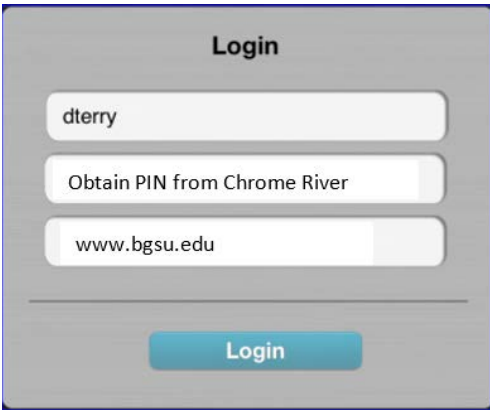 Login
dterry
Obtain PIN from Chrome River
www.bgsu.edu
Login